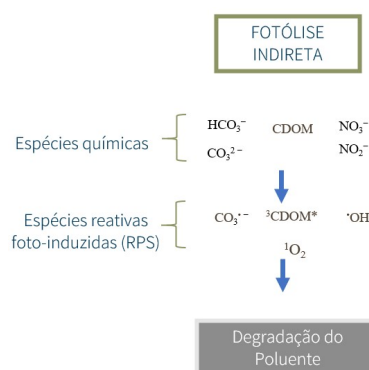 FOTÓLISE
INDIRETA
Espécies químicas
HCO₃⁻ CDOM NO₃⁻
CO₃²⁻ NO₂⁻
Espécies reativas
foto-induzidas (RPS)
CO₃•⁻ ³CDOM* •OH
¹O₂
Degradação do
Poluente